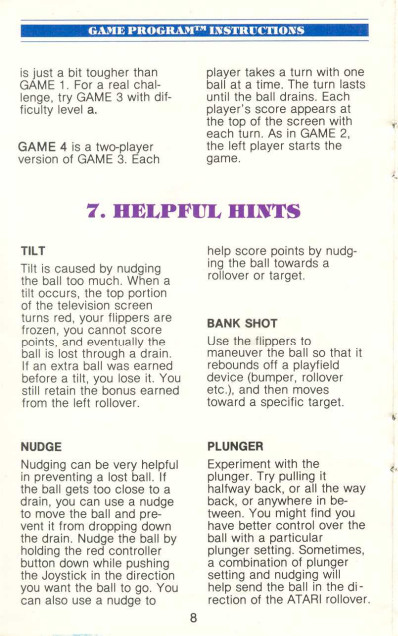 GAME PROGRAM™ INSTRUCTIONS
is just a bit tougher than
GAME 1. For a real chal-
lenge, try GAME 3 with dif-
ficulty level a.
GAME 4 is a two-player
version of GAME 3. Each
player takes a turn with one
ball at a time. The turn lasts
until the ball drains. Each
player's score appears at
the top of the screen with
each turn. As in GAME 2,
the left player starts the
game.
7. HELPFUL HINTS
TILT
Tilt is caused by nudging
the ball too much. When a
tilt occurs, the top portion
of the television screen
turns red, your flippers are
frozen, you cannot score
points, and eventually the
ball is lost through a drain.
If an extra ball was earned
before a tilt, you lose it. You
still retain the bonus earned
from the left rollover.
NUDGE
Nudging can be very helpful
in preventing a lost ball. If
the ball gets too close to a
drain, you can use a nudge
to move the ball and pre-
vent it from dropping down
the drain. Nudge the ball by
holding the red controller
button down while pushing
the Joystick in the direction
you want the ball to go. You
can also use a nudge to
help score points by nudg-
ing the ball towards a
rollover or target.
BANK SHOT
Use the flippers to
maneuver the ball so that it
rebounds off a playfield
device (bumper, rollover
etc.), and then moves
toward a specific target.
PLUNGER
Experiment with the
plunger. Try pulling it
halfway back, or all the way
back, or anywhere in be-
tween. You might find you
have better control over the
ball with a particular
plunger setting. Sometimes,
a combination of plunger
setting and nudging will
help send the ball in the di-
rection of the ATARI rollover.
8